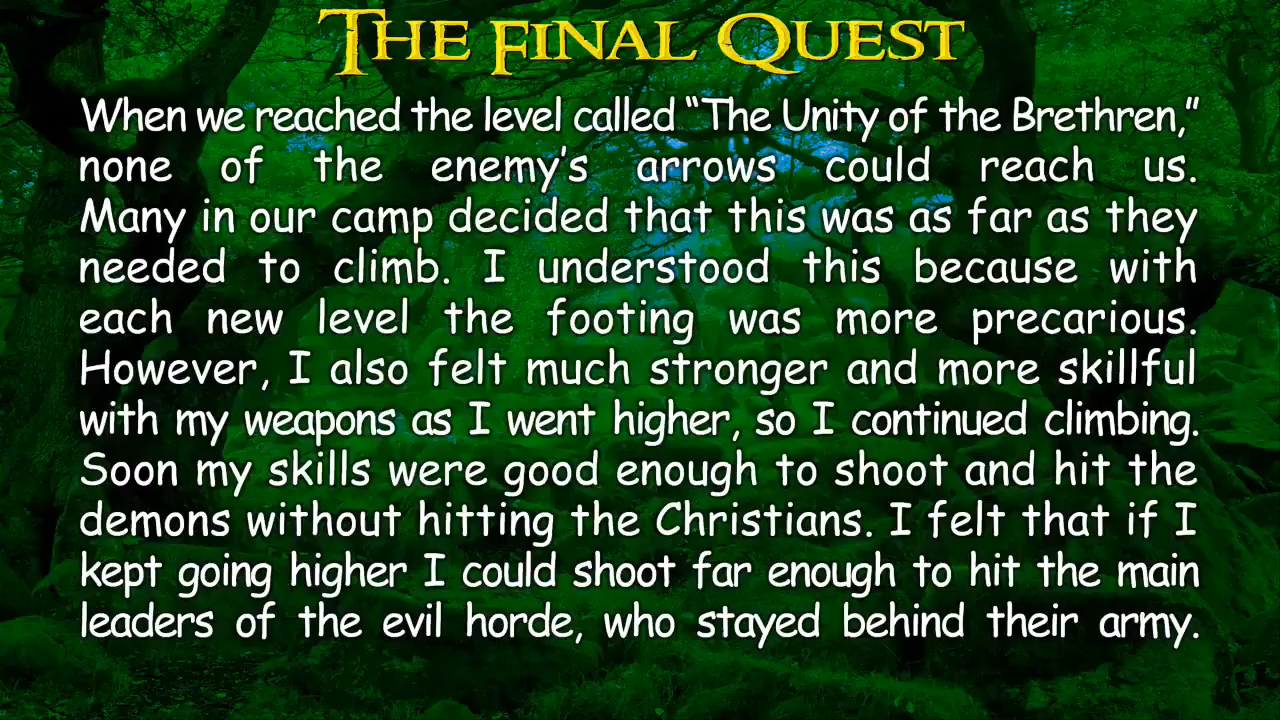 The Final Quest
When we reached the level called “The Unity of the Brethren,”
none of the enemy’s arrows could reach us.
Many in our camp decided that this was as far as they
needed to climb. I understood this because with
each new level the footing was more precarious.
However, I also felt much stronger and more skillful
with my weapons as I went higher, so I continued climbing.
Soon my skills were good enough to shoot and hit the
demons without hitting the Christians. I felt that if I
kept going higher I could shoot far enough to hit the main
leaders of the evil horde, who stayed behind their army.